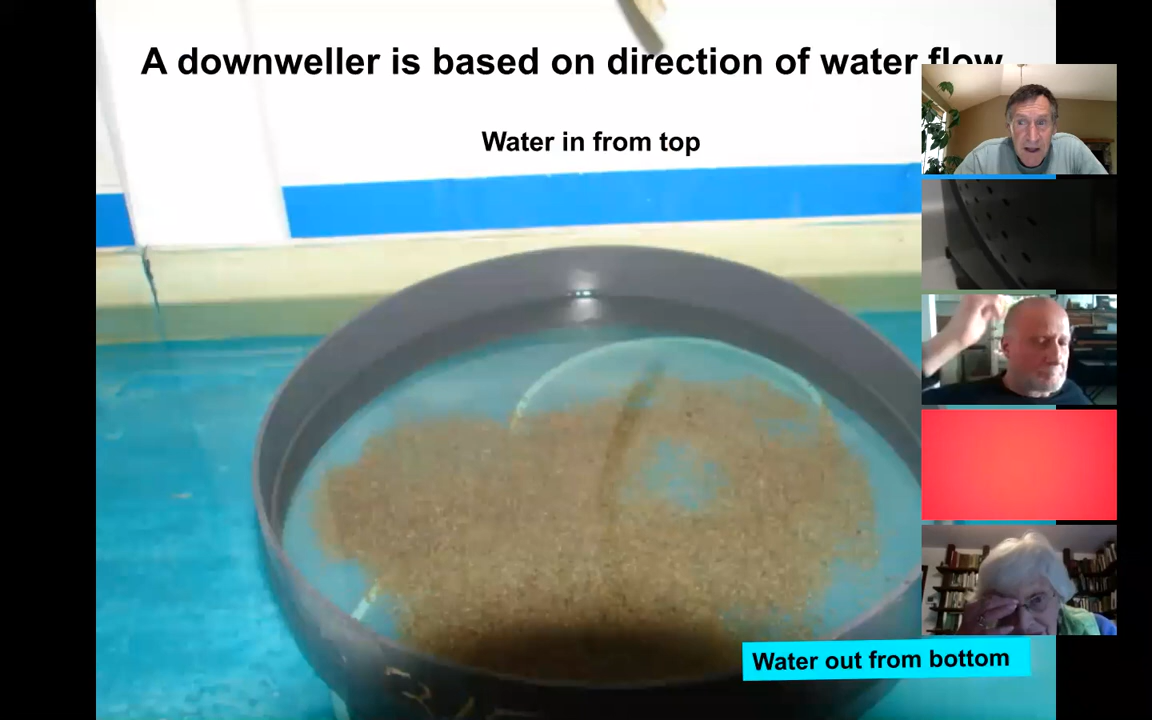 A downweller is based on direction of water flow
Water in from top
Water out from bottom